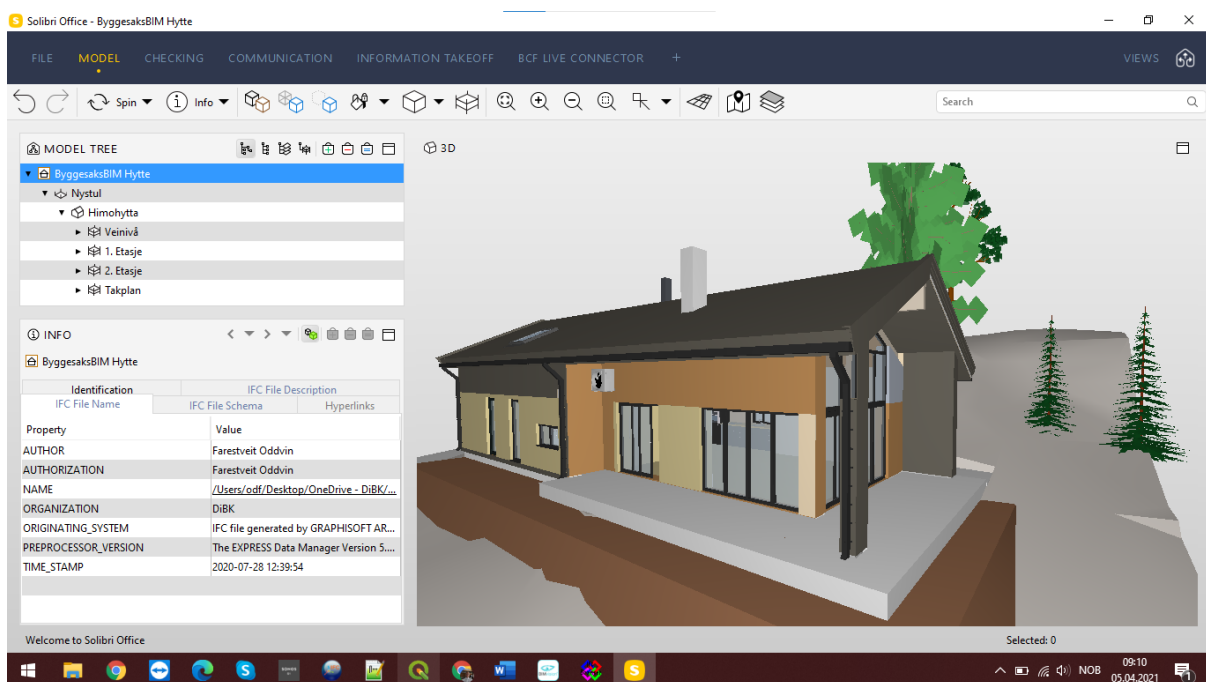 Solibri Office - ByggesaksBIM Hytte
FILE MODEL CHECKING COMMUNICATION INFORMATION TAKEOFF BCF LIVE CONNECTOR + VIEWS
Spin Info Search
MODEL TREE
ByggesaksBIM Hytte
Nystul
Himohytta
Veinivå
1. Etasje
2. Etasje
Takplan
3D
INFO
ByggesaksBIM Hytte
Identification IFC File Description
IFC File Name IFC File Schema Hyperlinks
Property Value
AUTHOR Farestveit Oddvin
AUTHORIZATION Farestveit Oddvin
NAME /Users/odf/Desktop/OneDrive - DiBK/...
ORGANIZATION DiBK
ORIGINATING_SYSTEM IFC file generated by GRAPHISOFT AR...
PREPROCESSOR_VERSION The EXPRESS Data Manager Version 5....
TIME_STAMP 2020-07-28 12:39:54
Welcome to Solibri Office Selected: 0
NOB 09:10
05.04.2021